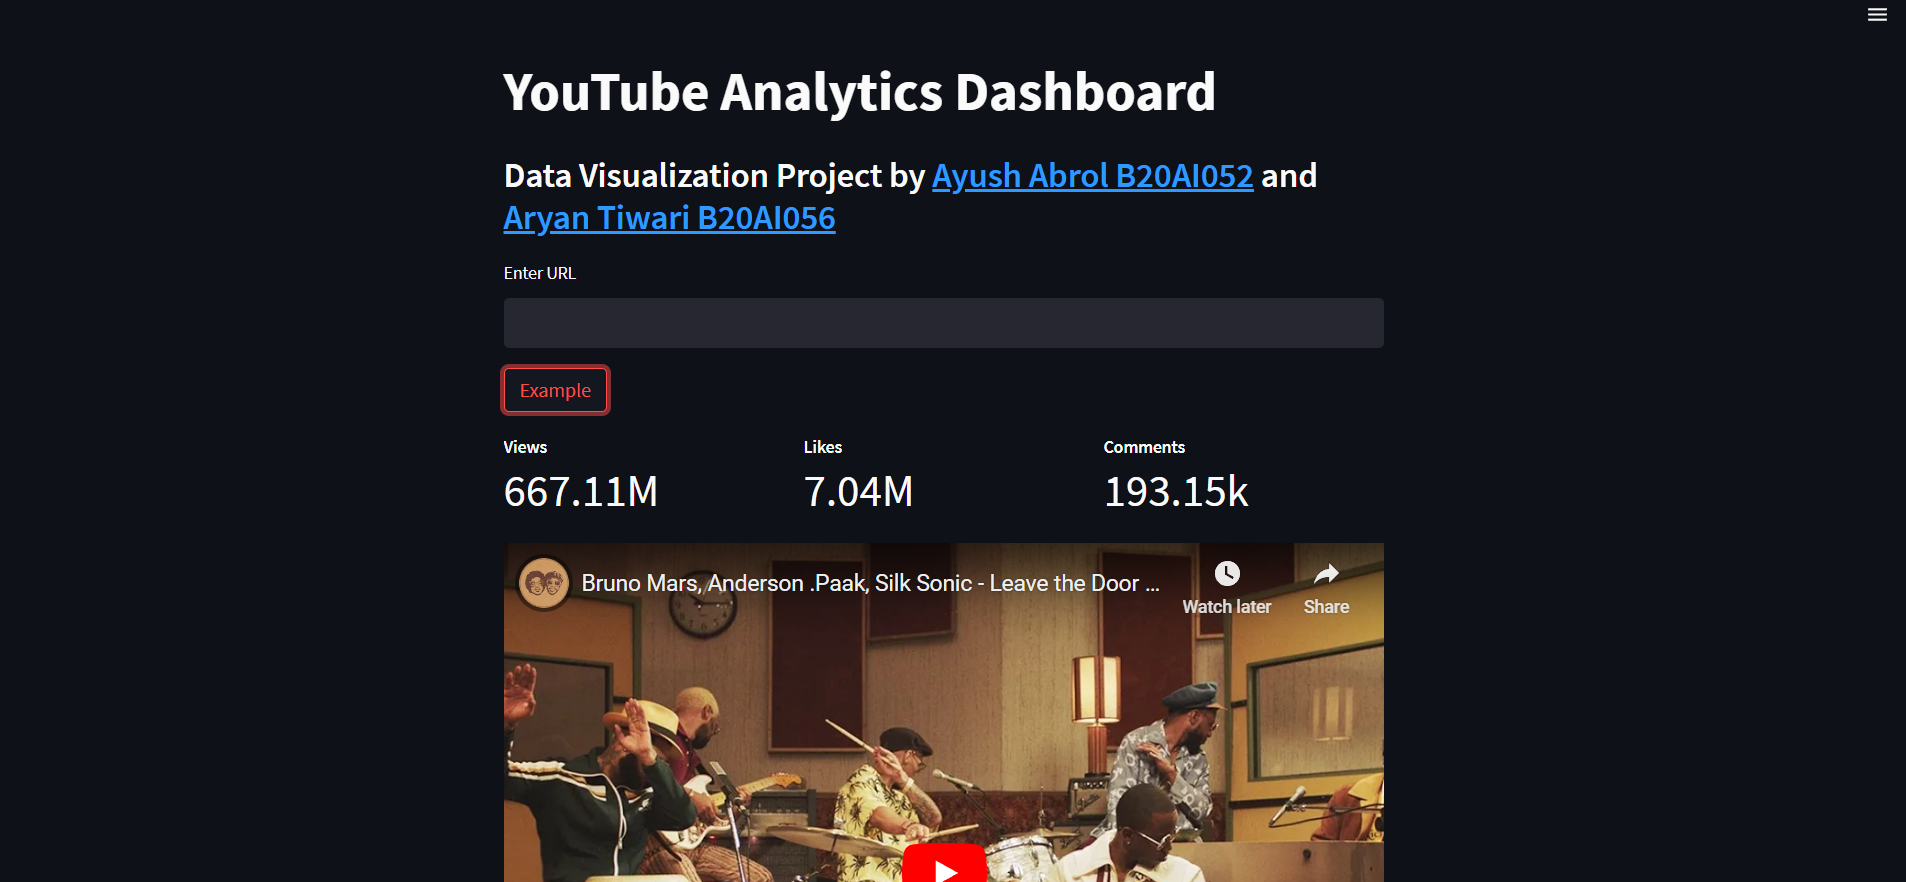 YouTube Analytics Dashboard
Data Visualization Project by Ayush Abrol B20AI052 and
Aryan Tiwari B20AI056
Enter URL
Example
Views
Likes
Comments
667.11M
7.04M
193.15k
Bruno Mars, Anderson .Paak, Silk Sonic - Leave the Door ...
Watch later
Share